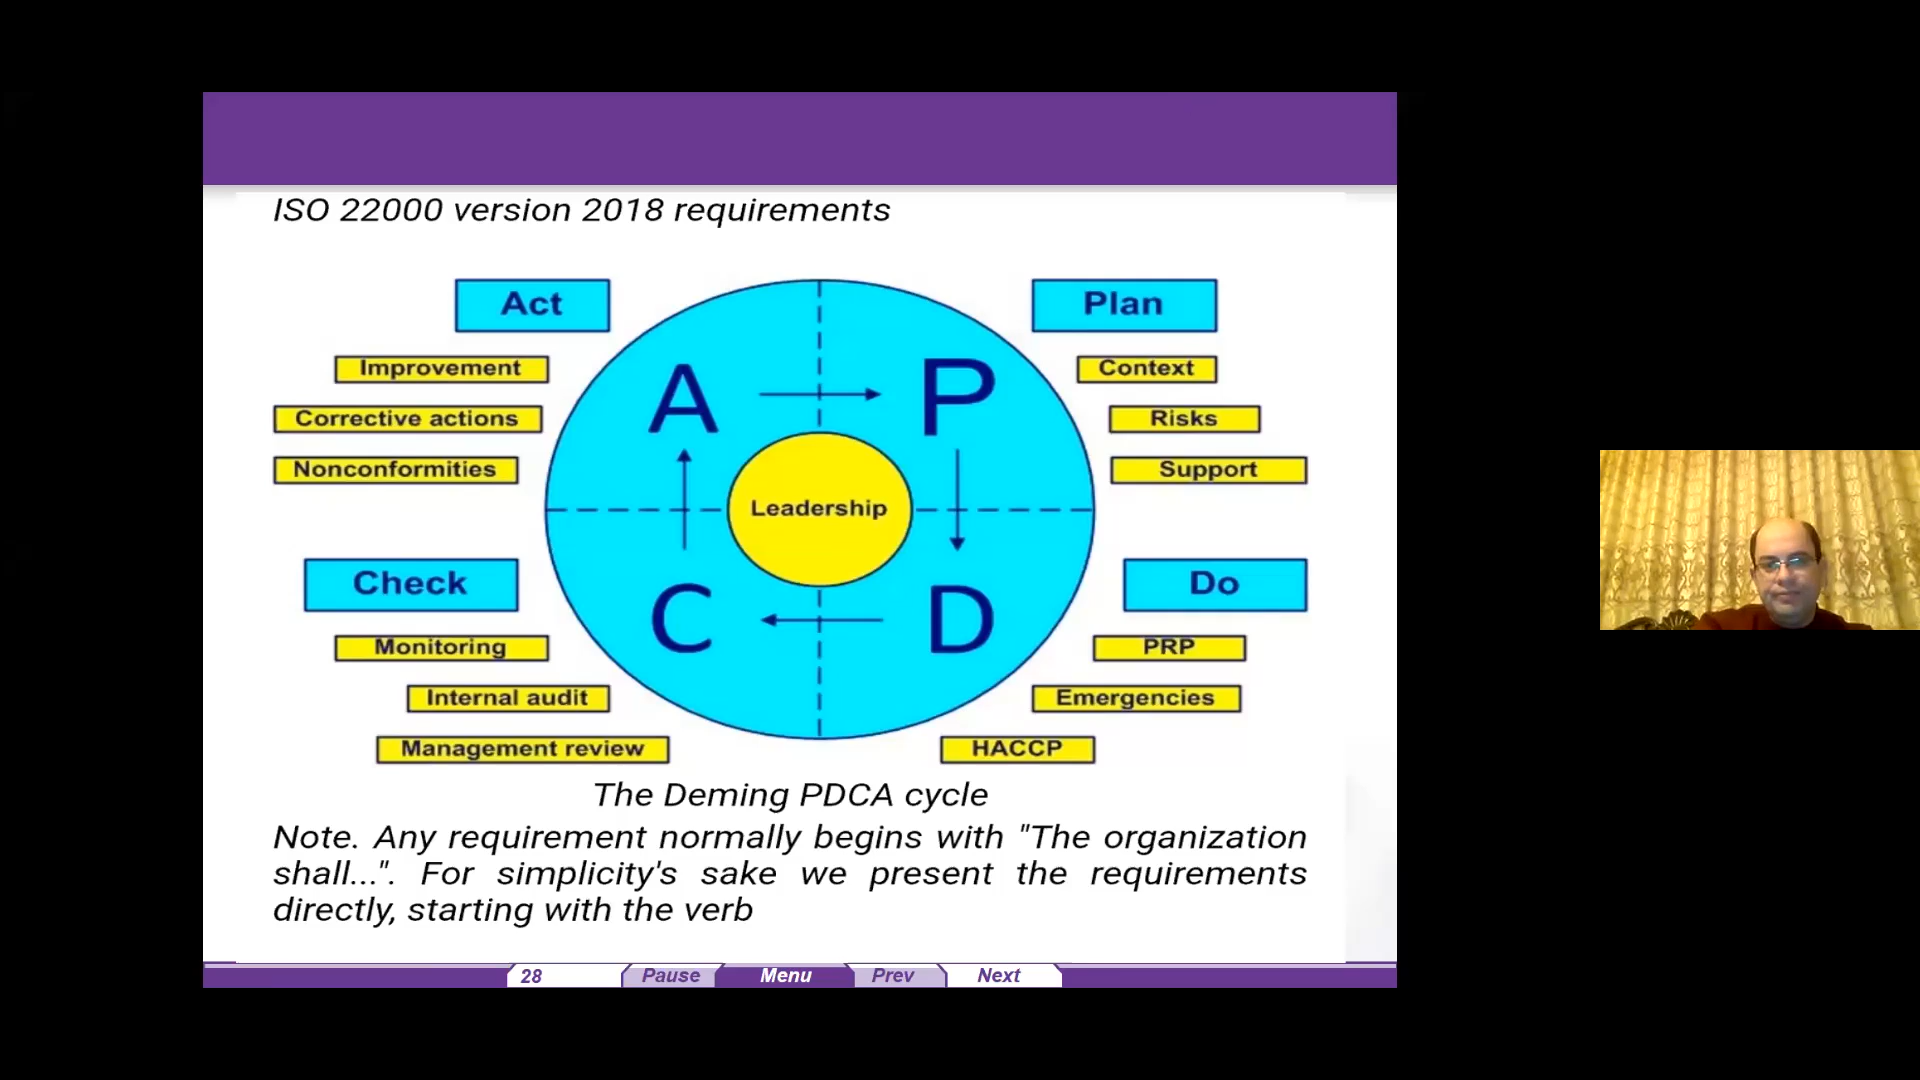 ISO 22000 version 2018 requirements
Act
Plan
Improvement
Context
Corrective actions
Risks
Nonconformities
Support
A
P
Leadership
Check
Do
C
D
Monitoring
PRP
Internal audit
Emergencies
Management review
HACCP
The Deming PDCA cycle
Note. Any requirement normally begins with "The organization
shall...". For simplicity's sake we present the requirements
directly, starting with the verb
28 Pause Menu Prev Next